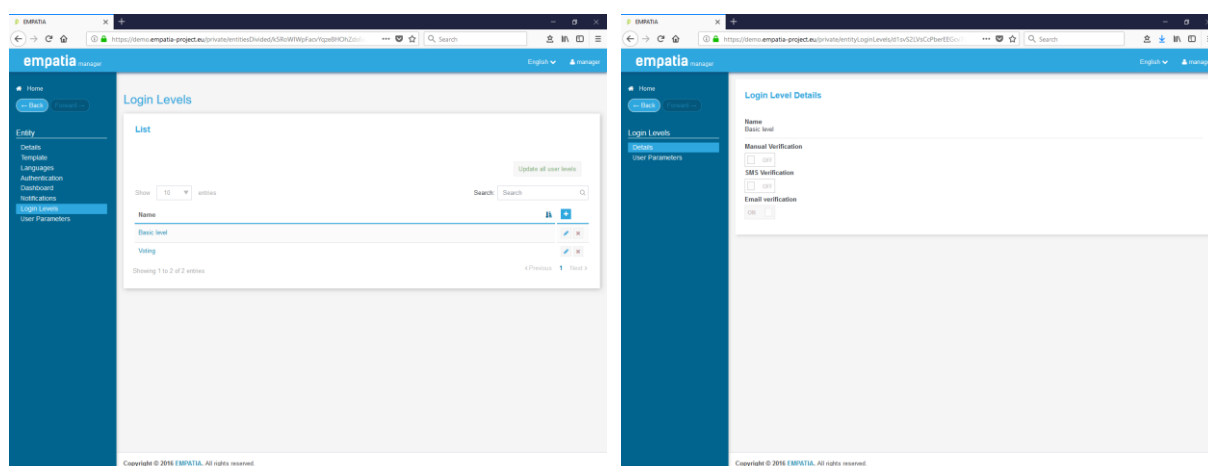 EMPATIA
https://demo.empatia-project.eu/private/entitiesDivided/
Search
empatia manager
English
manager
Home
← Back
Forward →
Entity
Details
Template
Languages
Authentication
Dashboard
Notifications
Login Levels
User Parameters
Login Levels
List
Update all user levels
Show 10 entries
Search: Search
Name
Basic level
Voting
Showing 1 to 2 of 2 entries
Previous 1 Next
Copyright © 2016 EMPATIA. All rights reserved.
EMPATIA
https://demo.empatia-project.eu/private/entityLoginLevels/
Search
empatia manager
English
Home
← Back
Forward →
Login Levels
Details
User Parameters
Login Level Details
Name
Basic level
Manual Verification
OFF
SMS Verification
OFF
Email verification
ON
Copyright © 2016 EMPATIA. All rights reserved.